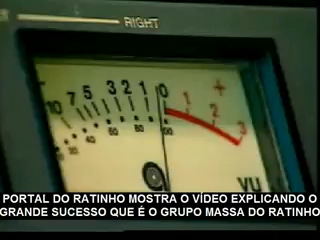 RIGHT
10 7 5 3 2 1 0 + 1 2 3
VU
PORTAL DO RATINHO MOSTRA O VÍDEO EXPLICANDO O
GRANDE SUCESSO QUE É O GRUPO MASSA DO RATINHO